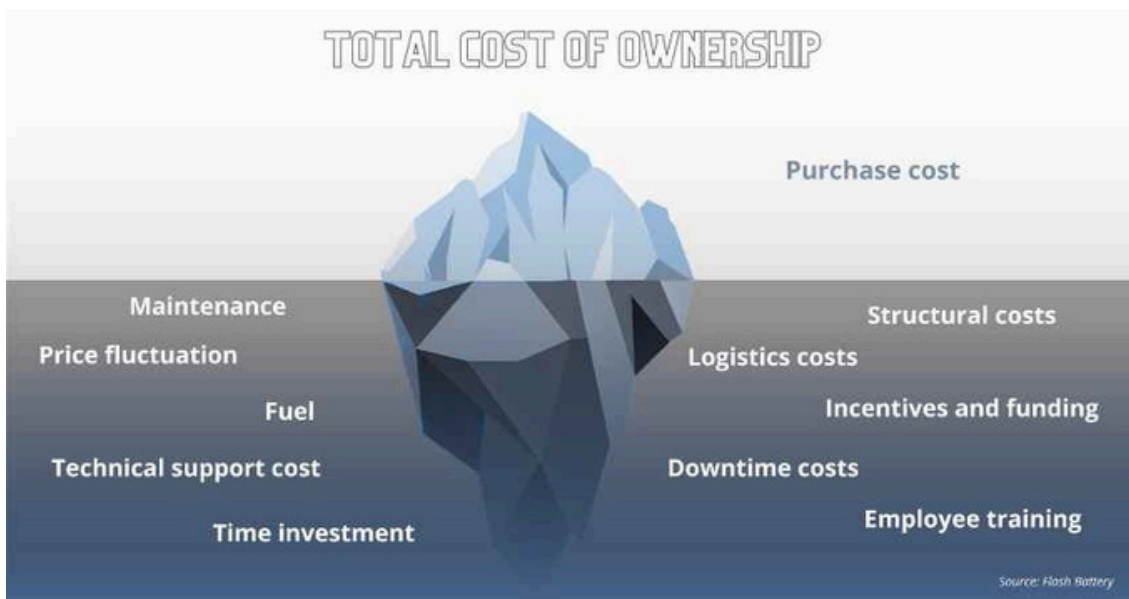 TOTAL COST OF OWNERSHIP
Purchase cost
Maintenance
Structural costs
Price fluctuation
Logistics costs
Fuel
Incentives and funding
Technical support cost
Downtime costs
Time investment
Employee training
Source: Flash Battery